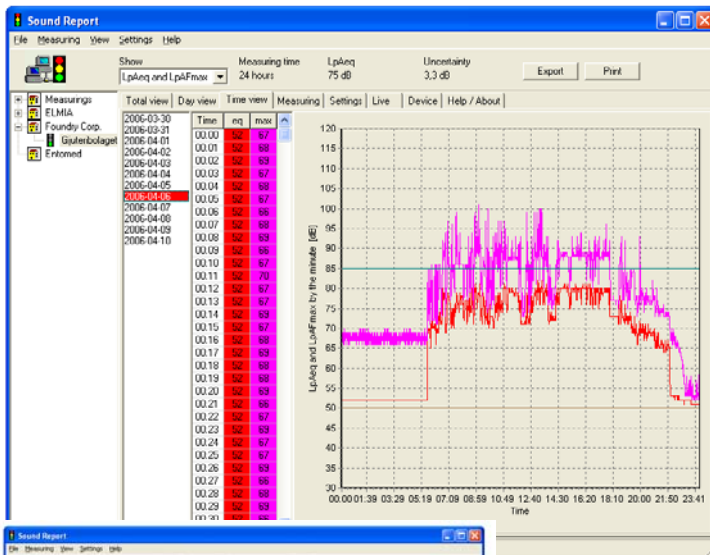 Sound Report
File Measuring View Settings Help
Show Measuring time LpAeq Uncertainty
LpAeq and LpAFmax 24 hours 75 dB 3,3 dB Export Print
Measurings
ELMIA
Foundry Corp.
Gjuteribolaget
Entomed
Total view Day view Time view Measuring Settings Live Device Help / About
2006-03-30
2006-03-31
2006-04-01
2006-04-02
2006-04-03
2006-04-04
2006-04-05
2006-04-06
2006-04-07
2006-04-08
2006-04-09
2006-04-10
Time eq max
00.00 52 67
00.01 52 68
00.02 52 69
00.03 52 67
00.04 52 68
00.05 52 67
00.06 52 66
00.07 52 68
00.08 52 69
00.09 52 66
00.10 52 67
00.11 52 70
00.12 52 67
00.13 52 67
00.14 52 69
00.15 52 67
00.16 52 68
00.17 52 69
00.18 52 68
00.19 52 68
00.20 52 69
00.21 52 66
00.22 52 67
00.23 52 69
00.24 52 67
00.25 52 67
00.26 52 69
00.27 52 66
00.28 52 68
00.29 52 69
00.30 52
LpAeq and LpAFmax by the minute [dB]
120
115
110
105
100
95
90
85
80
75
70
65
60
55
50
45
40
35
30
00.00 01.39 03.29 05.19 07.09 08.59 10.49 12.40 14.30 16.20 18.10 20.00 21.50 23.41
Time
Sound Report
File Measuring View Settings Help